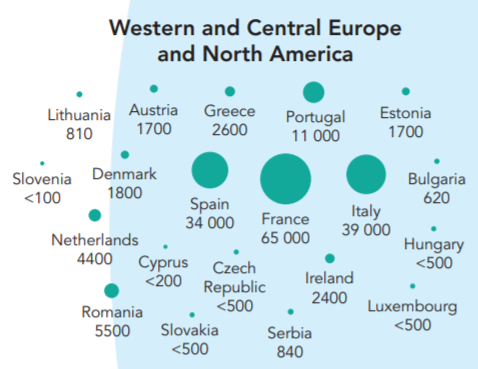 Western and Central Europe
and North America
Lithuania
810
Austria
1700
Greece
2600
Portugal
11 000
Estonia
1700
Slovenia
<100
Denmark
1800
Spain
34 000
France
65 000
Italy
39 000
Bulgaria
620
Netherlands
4400
Cyprus
<200
Czech
Republic
<500
Ireland
2400
Hungary
<500
Romania
5500
Slovakia
<500
Serbia
840
Luxembourg
<500